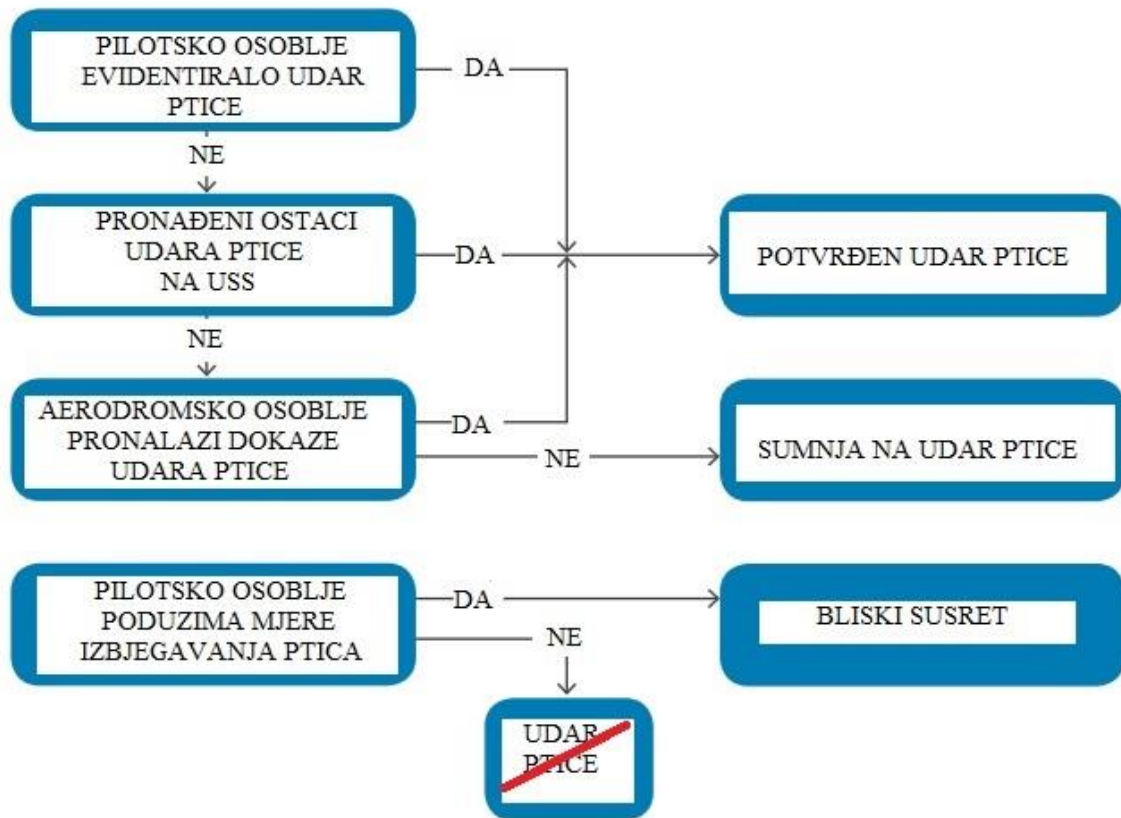 PILOTSKO OSOBLJE
EVIDENTIRALO UDAR
PTICE
DA
NE
PRONAĐENI OSTACI
UDARA PTICE
NA USS
DA
POTVRĐEN UDAR PTICE
NE
AERODROMSKO OSOBLJE
PRONALAZI DOKAZE
UDARA PTICE
DA
NE
SUMNJA NA UDAR PTICE
PILOTSKO OSOBLJE
PODUZIMA MJERE
IZBJEGAVANJA PTICA
DA
NE
BLISKI SUSRET
UDAR
PTICE